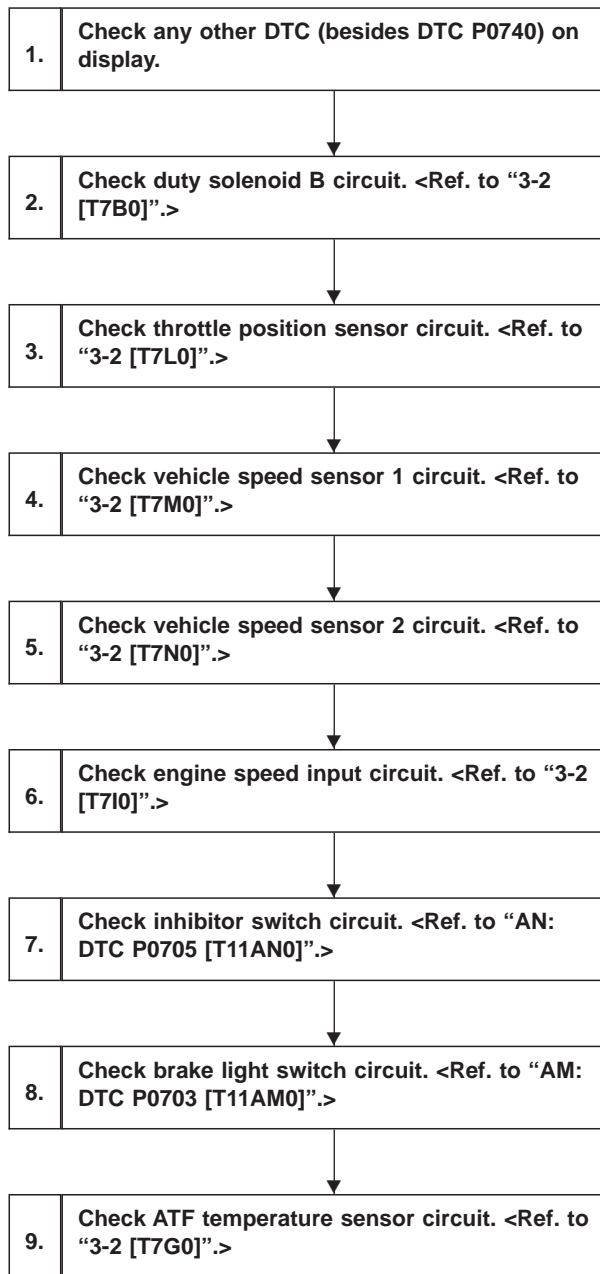 1.
Check any other DTC (besides DTC P0740) on
display.
2.
Check duty solenoid B circuit. <Ref. to “3-2
[T7B0]”.>
3.
Check throttle position sensor circuit. <Ref. to
“3-2 [T7L0]”.>
4.
Check vehicle speed sensor 1 circuit. <Ref. to
“3-2 [T7M0]”.>
5.
Check vehicle speed sensor 2 circuit. <Ref. to
“3-2 [T7N0]”.>
6.
Check engine speed input circuit. <Ref. to “3-2
[T7I0]”.>
7.
Check inhibitor switch circuit. <Ref. to “AN:
DTC P0705 [T11AN0]”.>
8.
Check brake light switch circuit. <Ref. to “AM:
DTC P0703 [T11AM0]”.>
9.
Check ATF temperature sensor circuit. <Ref. to
“3-2 [T7G0]”.>